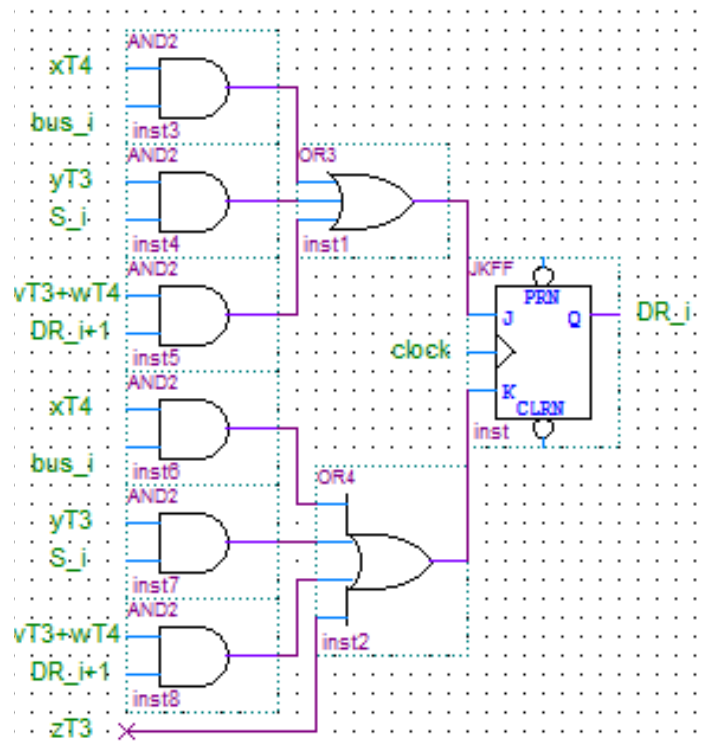 AND2
xT4
bus_i
inst3
AND2
yT3
S_i
inst4
OR3
inst1
AND2
vT3+wT4
DR_i+1
inst5
JKFF
PRN
J
Q
DR_i
clock
K
CLRN
inst
AND2
xT4
bus_i
inst6
AND2
yT3
S_i
inst7
OR4
inst2
AND2
vT3+wT4
DR_i+1
inst8
zT3